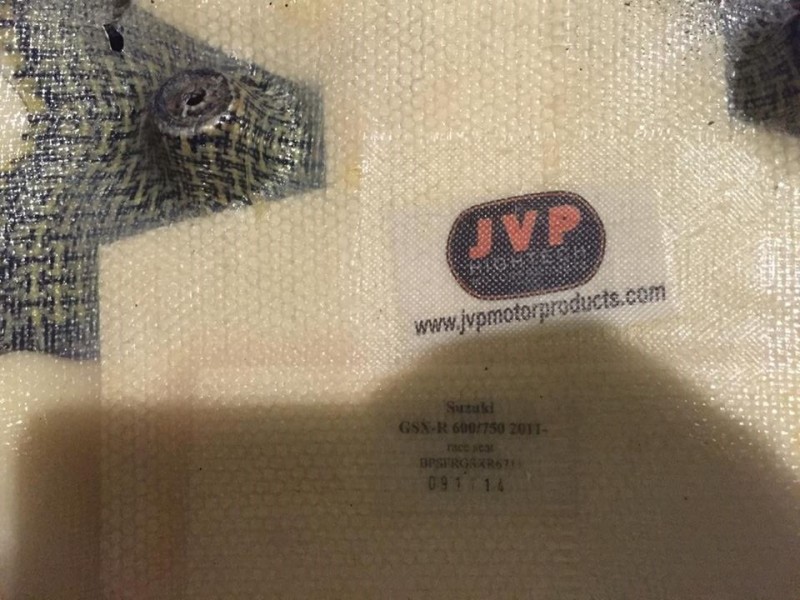 JVP
www.jvpmotorproducts.com
Suzuki
GSX-R 600/750 2011-
race seat
091 14